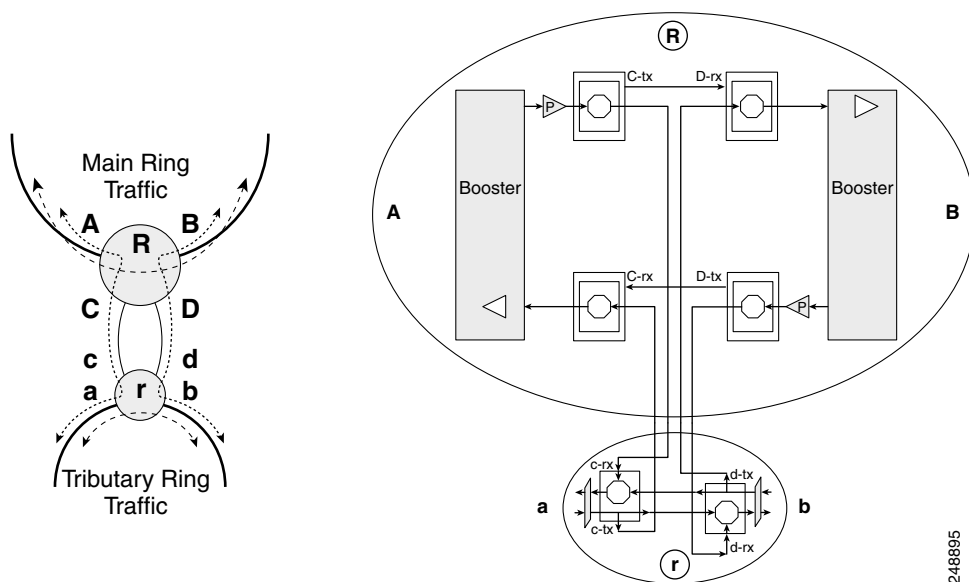 Main Ring
Traffic
A
B
R
C
D
c
d
a
r
b
Tributary Ring
Traffic
R
C-tx
D-rx
P
Booster
Booster
A
B
C-rx
D-tx
P
c-rx
d-tx
a
b
c-tx
d-rx
r
248895